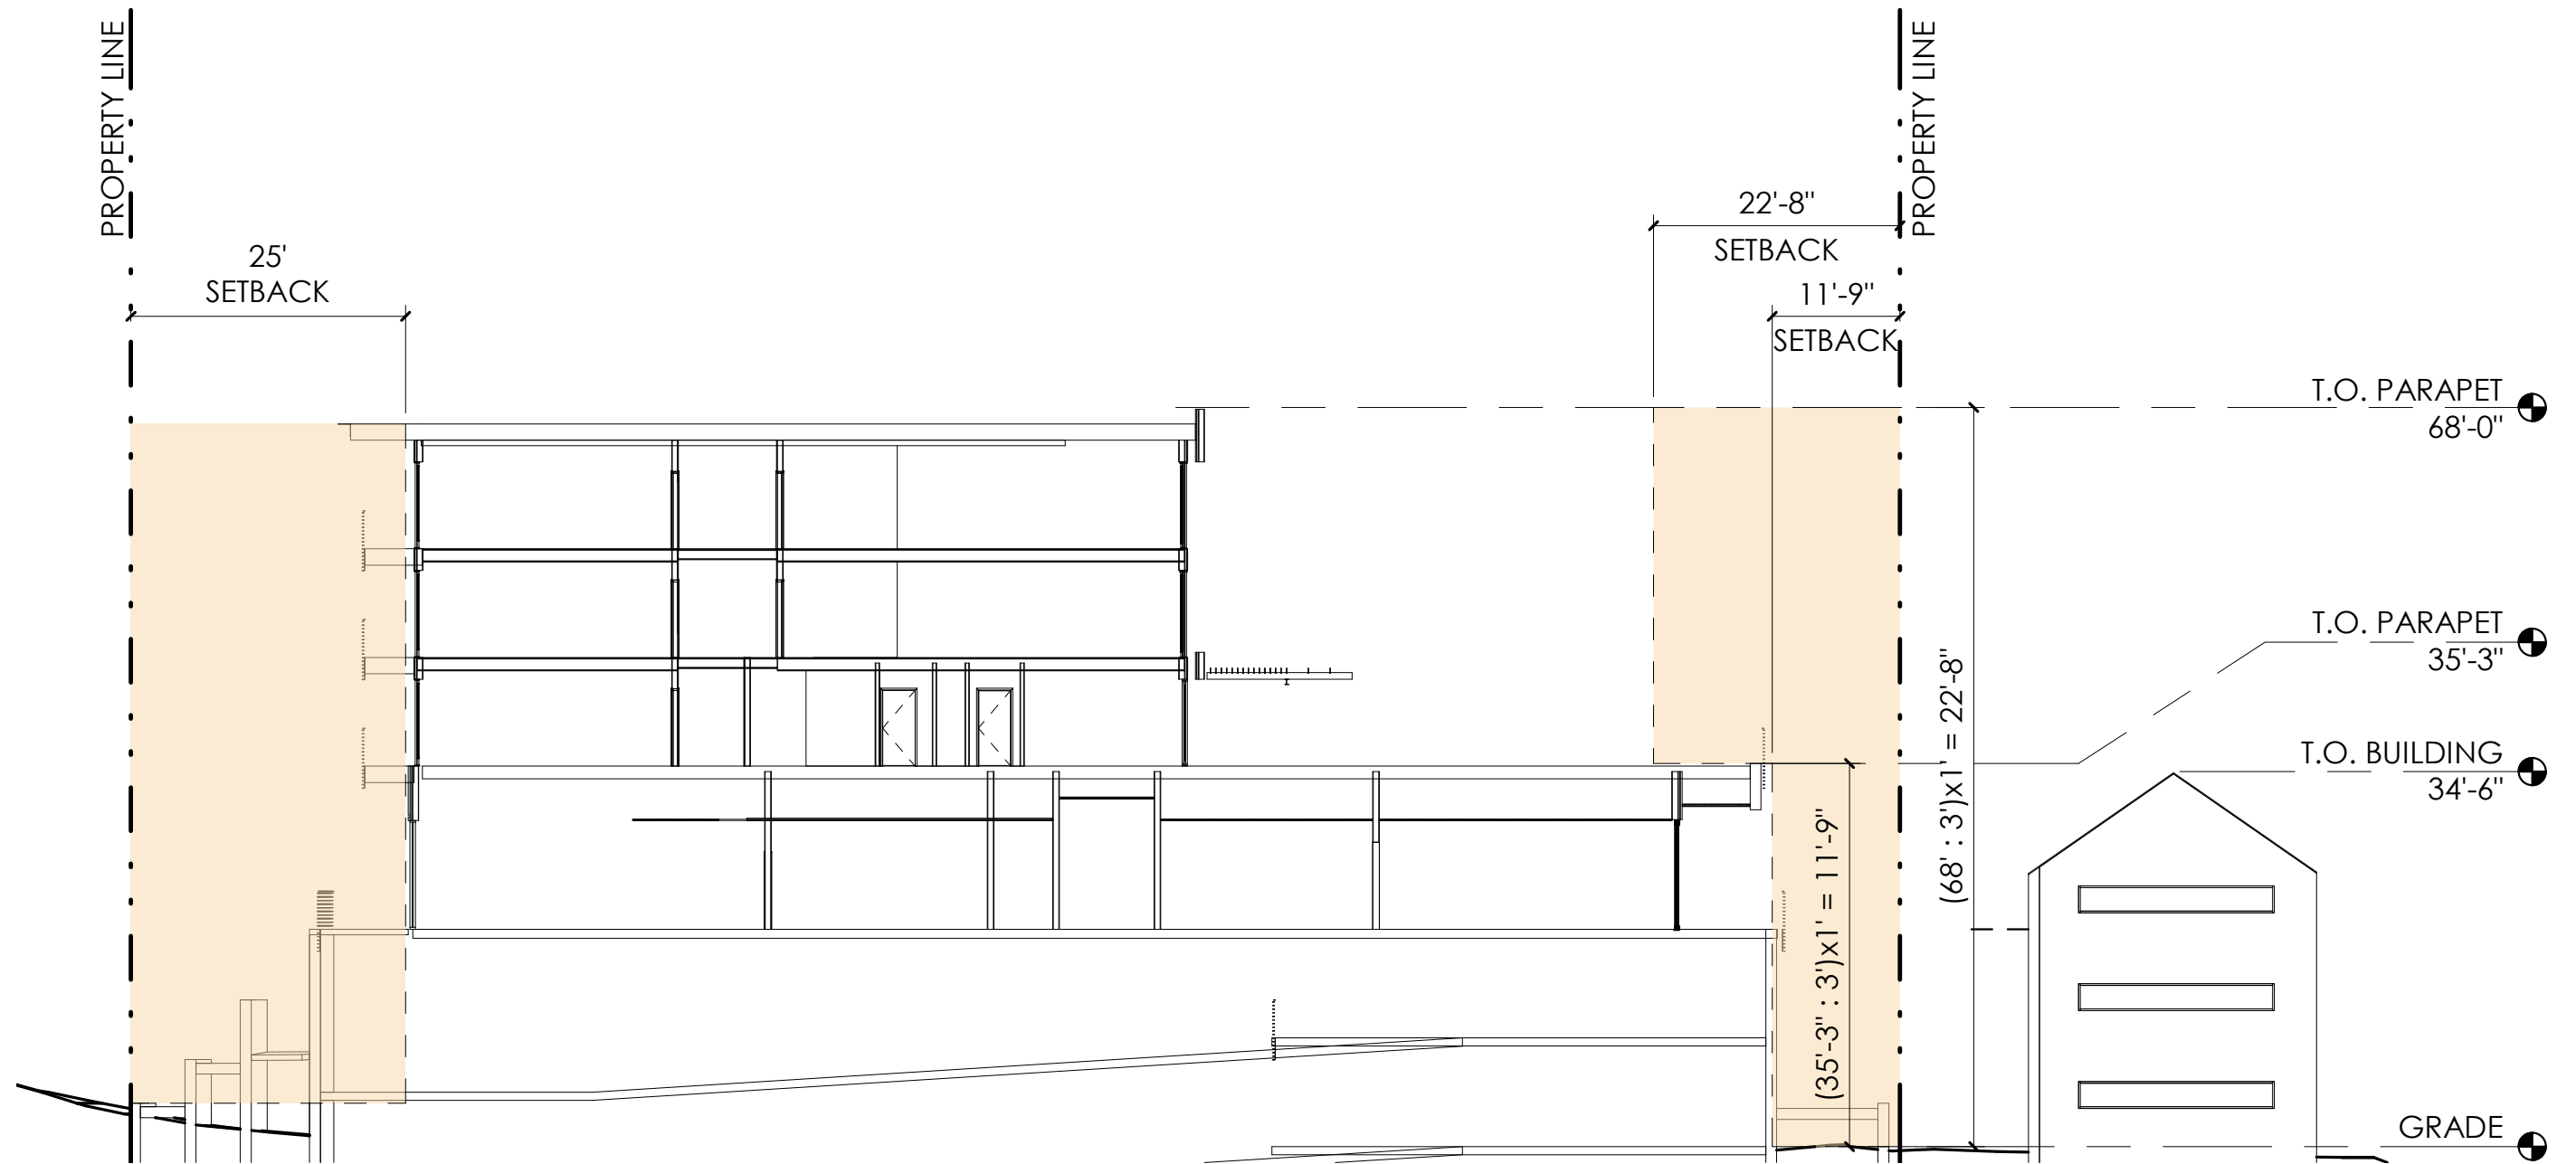 PROPERTY LINE
PROPERTY LINE
22'-8"
SETBACK
25'
SETBACK
11'-9"
SETBACK
T.O. PARAPET
68'-0"
T.O. PARAPET
35'-3"
T.O. BUILDING
34'-6"
(68' : 3')x1' = 22'-8"
(35'-3" : 3')x1' = 11'-9"
GRADE